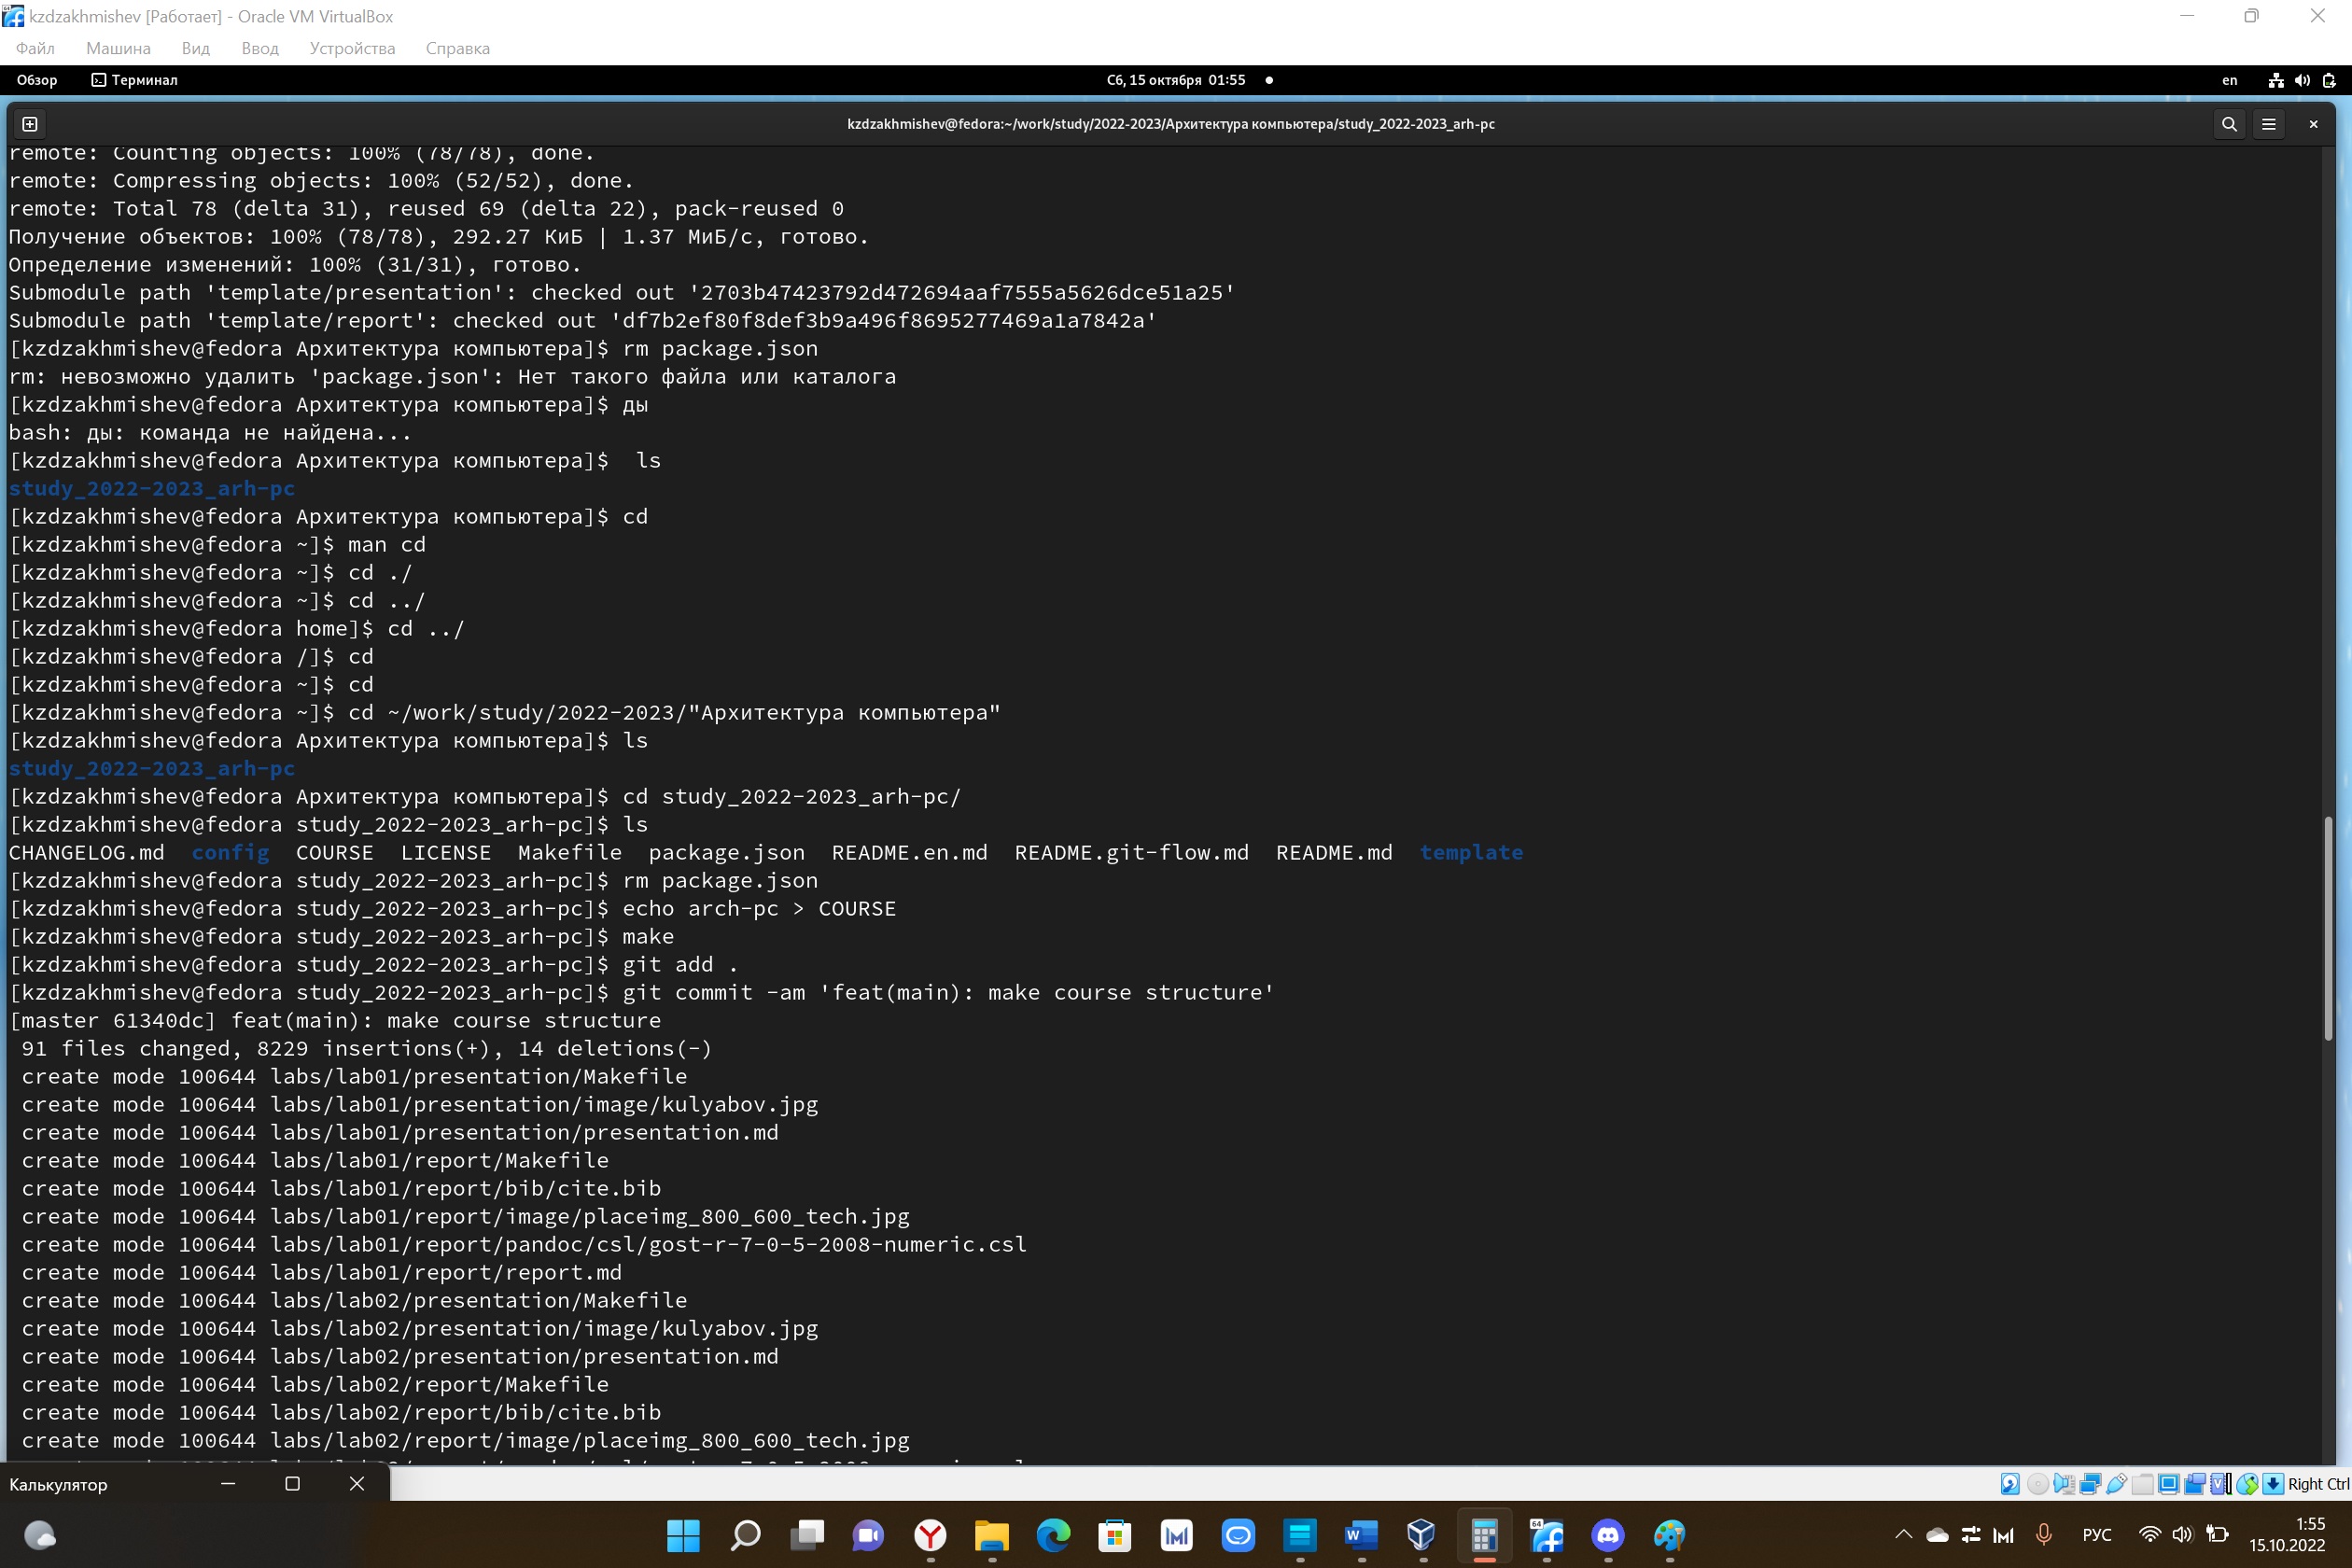 kzdzakhmishev [Работает] - Oracle VM VirtualBox
Файл Машина Вид Ввод Устройства Справка
Обзор Терминал Сб, 15 октября 01:55 en
kzdzakhmishev@fedora:~/work/study/2022-2023/Архитектура компьютера/study_2022-2023_arh-pc
remote: Counting objects: 100% (78/78), done.
remote: Compressing objects: 100% (52/52), done.
remote: Total 78 (delta 31), reused 69 (delta 22), pack-reused 0
Получение объектов: 100% (78/78), 292.27 КиБ | 1.37 МиБ/с, готово.
Определение изменений: 100% (31/31), готово.
Submodule path 'template/presentation': checked out '2703b47423792d472694aaf7555a5626dce51a25'
Submodule path 'template/report': checked out 'df7b2ef80f8def3b9a496f8695277469a1a7842a'
[kzdzakhmishev@fedora Архитектура компьютера]$ rm package.json
rm: невозможно удалить 'package.json': Нет такого файла или каталога
[kzdzakhmishev@fedora Архитектура компьютера]$ ды
bash: ды: команда не найдена...
[kzdzakhmishev@fedora Архитектура компьютера]$  ls
study_2022-2023_arh-pc
[kzdzakhmishev@fedora Архитектура компьютера]$ cd
[kzdzakhmishev@fedora ~]$ man cd
[kzdzakhmishev@fedora ~]$ cd ./
[kzdzakhmishev@fedora ~]$ cd ../
[kzdzakhmishev@fedora home]$ cd ../
[kzdzakhmishev@fedora /]$ cd
[kzdzakhmishev@fedora ~]$ cd
[kzdzakhmishev@fedora ~]$ cd ~/work/study/2022-2023/"Архитектура компьютера"
[kzdzakhmishev@fedora Архитектура компьютера]$ ls
study_2022-2023_arh-pc
[kzdzakhmishev@fedora Архитектура компьютера]$ cd study_2022-2023_arh-pc/
[kzdzakhmishev@fedora study_2022-2023_arh-pc]$ ls
CHANGELOG.md config COURSE LICENSE Makefile package.json README.en.md README.git-flow.md README.md template
[kzdzakhmishev@fedora study_2022-2023_arh-pc]$ rm package.json
[kzdzakhmishev@fedora study_2022-2023_arh-pc]$ echo arch-pc > COURSE
[kzdzakhmishev@fedora study_2022-2023_arh-pc]$ make
[kzdzakhmishev@fedora study_2022-2023_arh-pc]$ git add .
[kzdzakhmishev@fedora study_2022-2023_arh-pc]$ git commit -am 'feat(main): make course structure'
[master 61340dc] feat(main): make course structure
91 files changed, 8229 insertions(+), 14 deletions(-)
create mode 100644 labs/lab01/presentation/Makefile
create mode 100644 labs/lab01/presentation/image/kulyabov.jpg
create mode 100644 labs/lab01/presentation/presentation.md
create mode 100644 labs/lab01/report/Makefile
create mode 100644 labs/lab01/report/bib/cite.bib
create mode 100644 labs/lab01/report/image/placeimg_800_600_tech.jpg
create mode 100644 labs/lab01/report/pandoc/csl/gost-r-7-0-5-2008-numeric.csl
create mode 100644 labs/lab01/report/report.md
create mode 100644 labs/lab02/presentation/Makefile
create mode 100644 labs/lab02/presentation/image/kulyabov.jpg
create mode 100644 labs/lab02/presentation/presentation.md
create mode 100644 labs/lab02/report/Makefile
create mode 100644 labs/lab02/report/bib/cite.bib
create mode 100644 labs/lab02/report/image/placeimg_800_600_tech.jpg
Калькулятор
Right Ctrl
РУС 1:55
15.10.2022